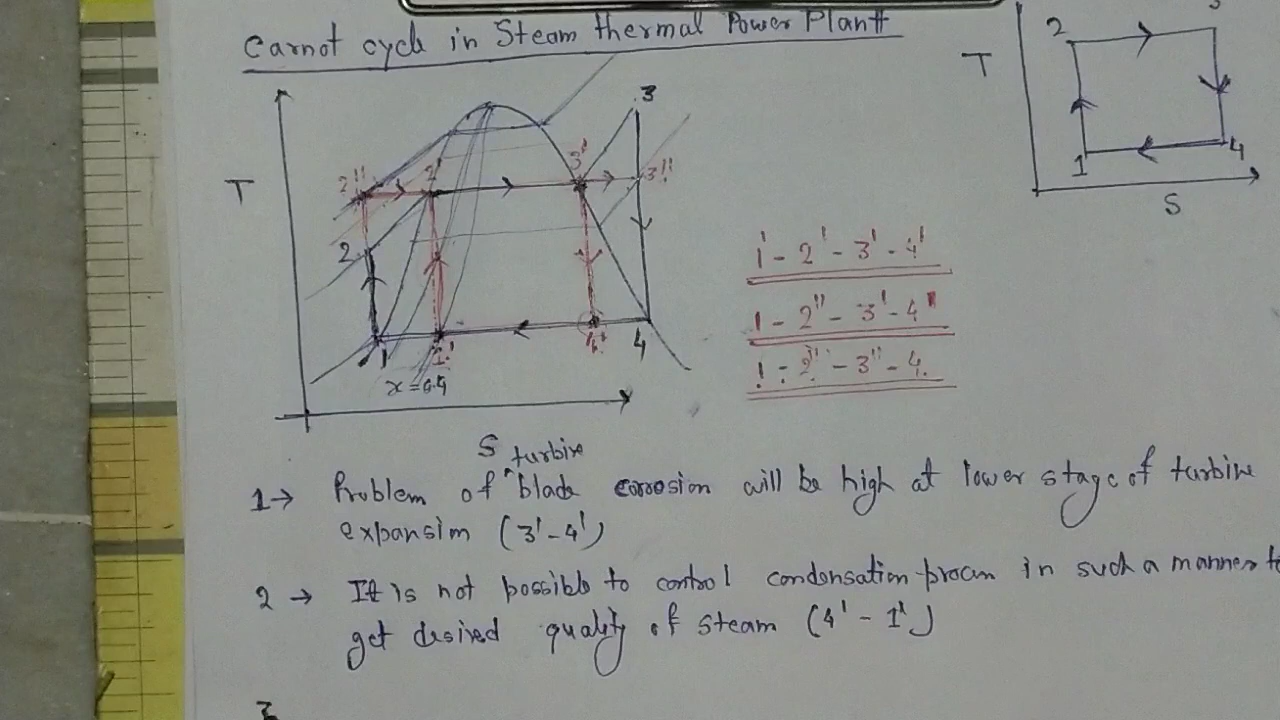 Carnot cycle in Steam thermal Power Plant
3
2
T
4
1
S
3
2''
2'
3'
3''
T
2
1
1'
4'
4
S
1' - 2' - 3' - 4'
1 - 2'' - 3' - 4'
1 - 2'' - 3'' - 4.
turbine
1→ Problem of ^ blade corrosion will be high at lower stage of turbine
expansion (3' - 4')
2 → It is not possible to control condensation process in such a manner to
get desired quality of steam (4' - 1')
3